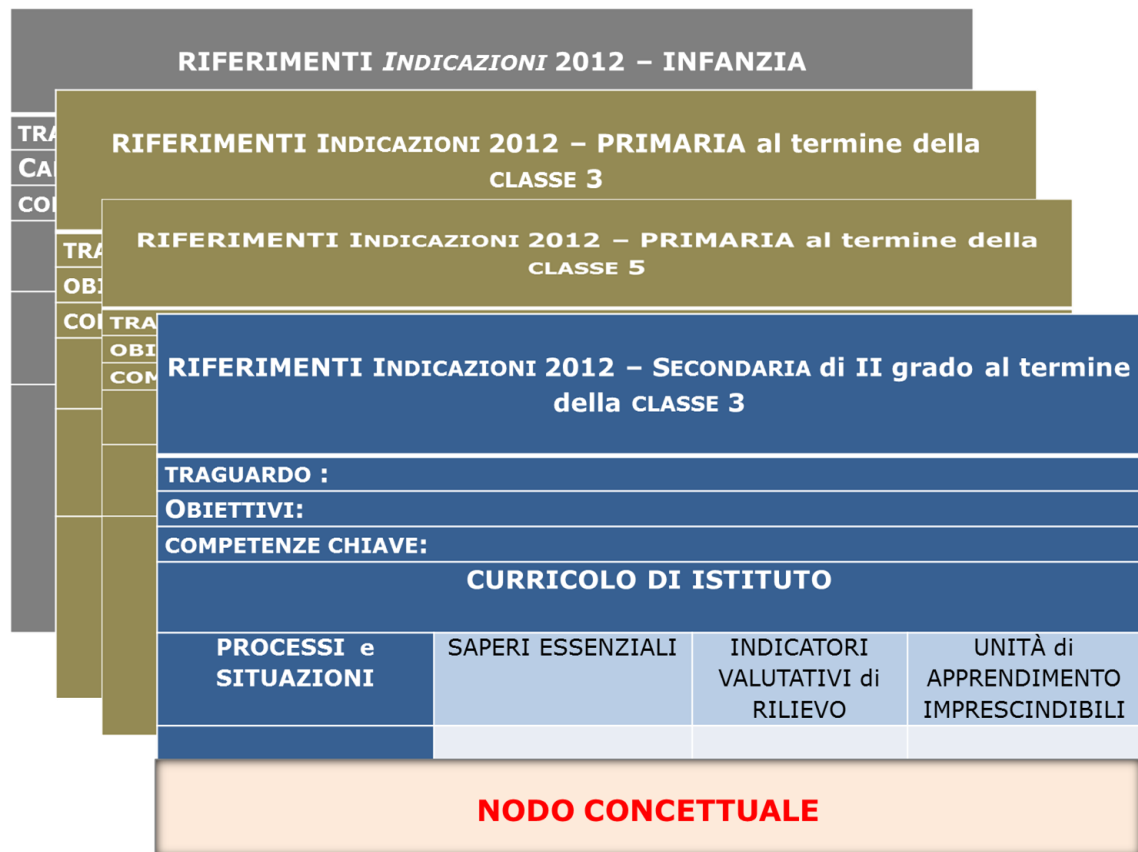 RIFERIMENTI INDICAZIONI 2012 – INFANZIA
RIFERIMENTI INDICAZIONI 2012 – PRIMARIA al termine della
CLASSE 3
RIFERIMENTI INDICAZIONI 2012 – PRIMARIA al termine della
CLASSE 5
RIFERIMENTI INDICAZIONI 2012 – SECONDARIA di II grado al termine
della CLASSE 3
TRAGUARDO :
OBIETTIVI:
COMPETENZE CHIAVE:
CURRICOLO DI ISTITUTO
PROCESSI e
SITUAZIONI
SAPERI ESSENZIALI
INDICATORI
VALUTATIVI di
RILIEVO
UNITÀ di
APPRENDIMENTO
IMPRESCINDIBILI
NODO CONCETTUALE